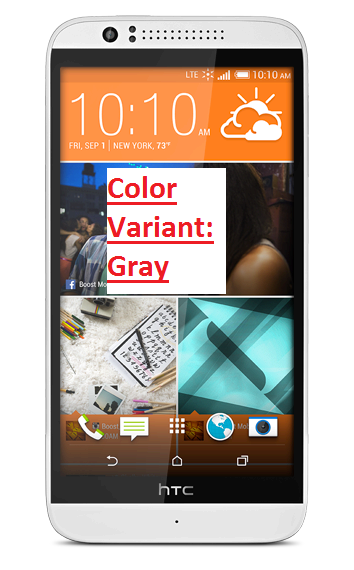 LTE 10:10 AM
10:10 AM
FRI, SEP 1 | NEW YORK, 73°
Color
Variant:
Gray
Boost Mo
Boost
OAM
hTC